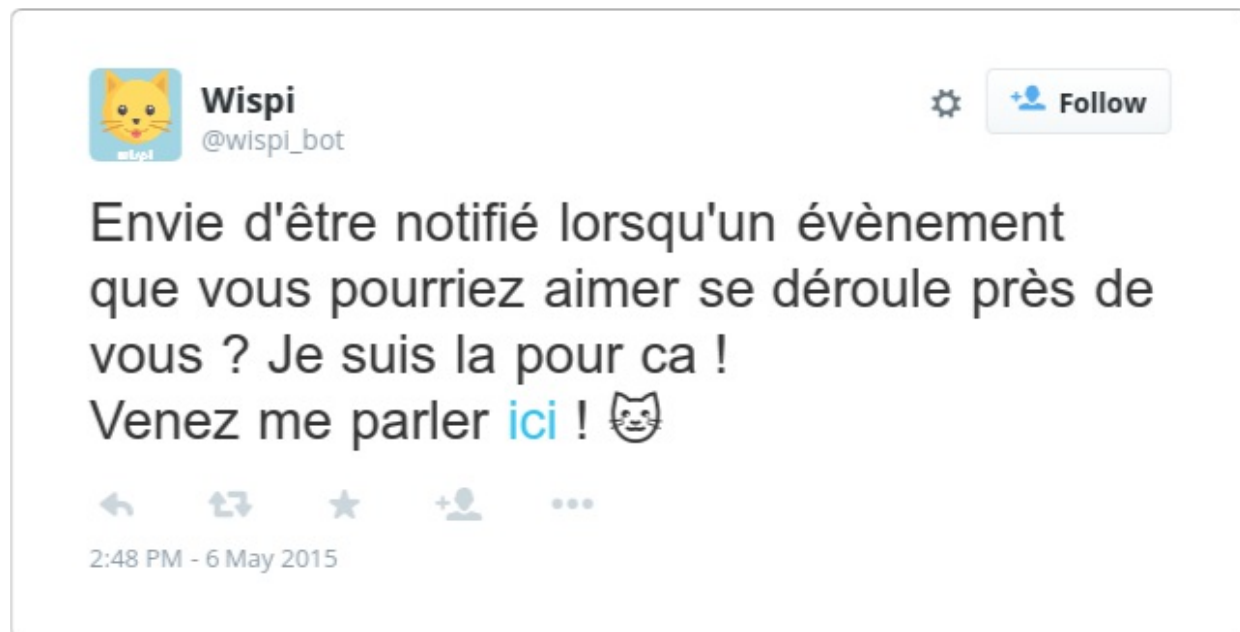 Wispi
@wispi_bot
Follow
wispi
Envie d'être notifié lorsqu'un évènement
que vous pourriez aimer se déroule près de
vous ? Je suis la pour ca !
Venez me parler ici ! 🐱
2:48 PM - 6 May 2015